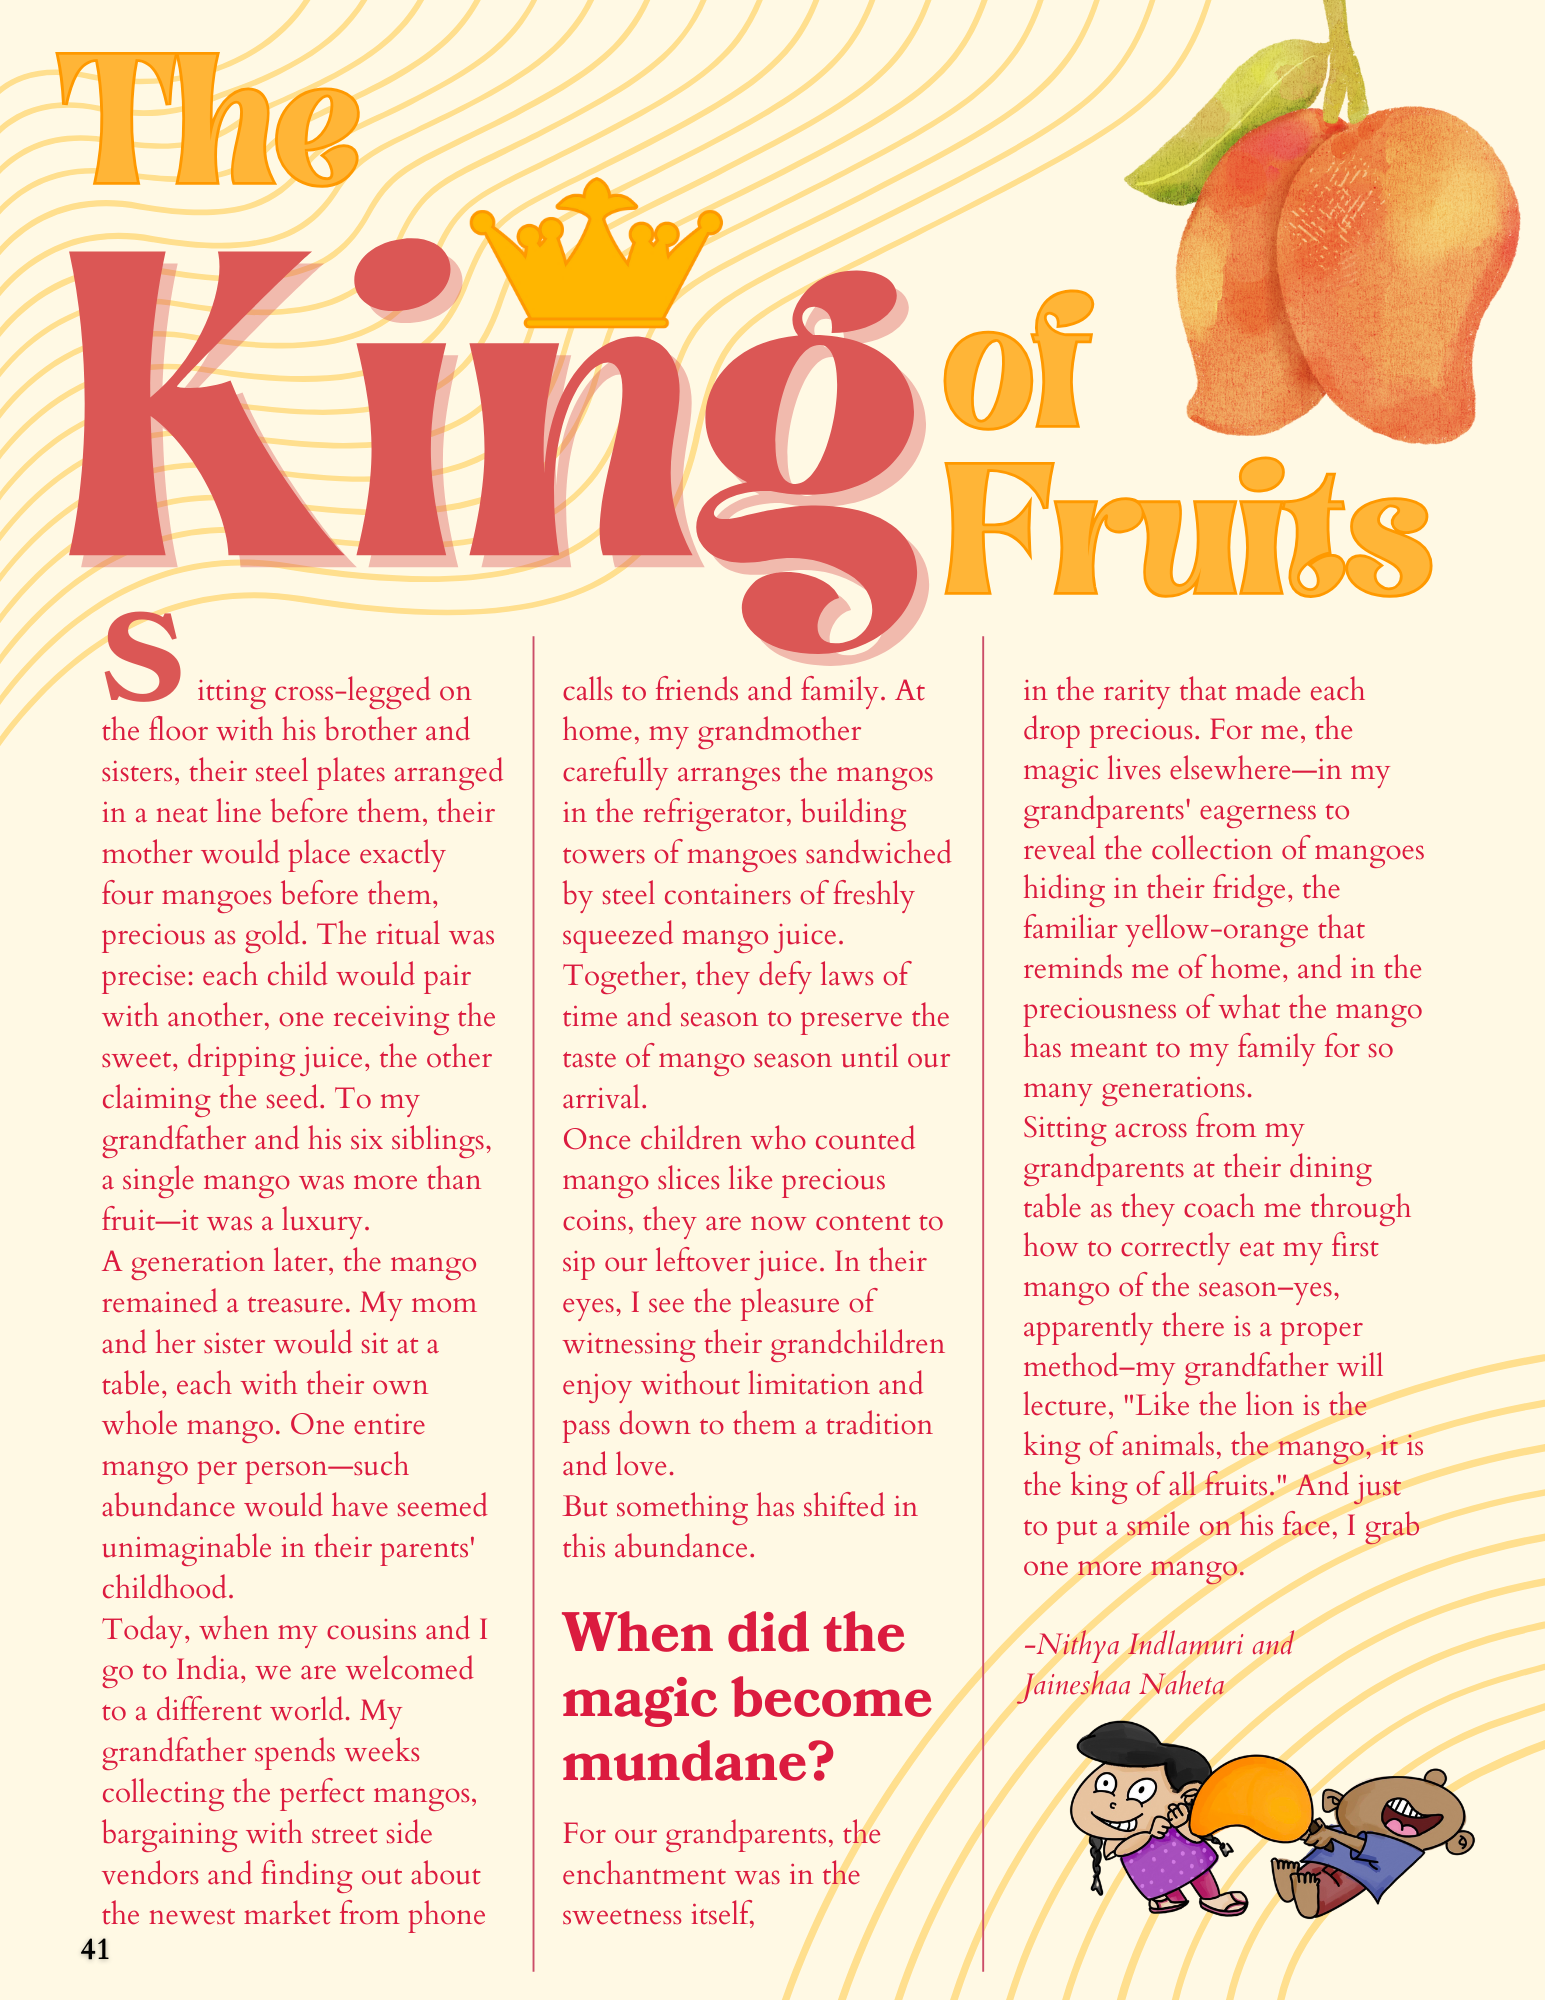 The
King
of
Fruits
Sitting cross-legged on
the floor with his brother and
sisters, their steel plates arranged
in a neat line before them, their
mother would place exactly
four mangoes before them,
precious as gold. The ritual was
precise: each child would pair
with another, one receiving the
sweet, dripping juice, the other
claiming the seed. To my
grandfather and his six siblings,
a single mango was more than
fruit—it was a luxury.
A generation later, the mango
remained a treasure. My mom
and her sister would sit at a
table, each with their own
whole mango. One entire
mango per person—such
abundance would have seemed
unimaginable in their parents'
childhood.
Today, when my cousins and I
go to India, we are welcomed
to a different world. My
grandfather spends weeks
collecting the perfect mangos,
bargaining with street side
vendors and finding out about
the newest market from phone
calls to friends and family. At
home, my grandmother
carefully arranges the mangos
in the refrigerator, building
towers of mangoes sandwiched
by steel containers of freshly
squeezed mango juice.
Together, they defy laws of
time and season to preserve the
taste of mango season until our
arrival.
Once children who counted
mango slices like precious
coins, they are now content to
sip our leftover juice. In their
eyes, I see the pleasure of
witnessing their grandchildren
enjoy without limitation and
pass down to them a tradition
and love.
But something has shifted in
this abundance.
When did the
magic become
mundane?
For our grandparents, the
enchantment was in the
sweetness itself,
in the rarity that made each
drop precious. For me, the
magic lives elsewhere—in my
grandparents' eagerness to
reveal the collection of mangoes
hiding in their fridge, the
familiar yellow-orange that
reminds me of home, and in the
preciousness of what the mango
has meant to my family for so
many generations.
Sitting across from my
grandparents at their dining
table as they coach me through
how to correctly eat my first
mango of the season–yes,
apparently there is a proper
method–my grandfather will
lecture, "Like the lion is the
king of animals, the mango, it is
the king of all fruits." And just
to put a smile on his face, I grab
one more mango.
-Nithya Indlamuri and
Jaineshaa Naheta
41